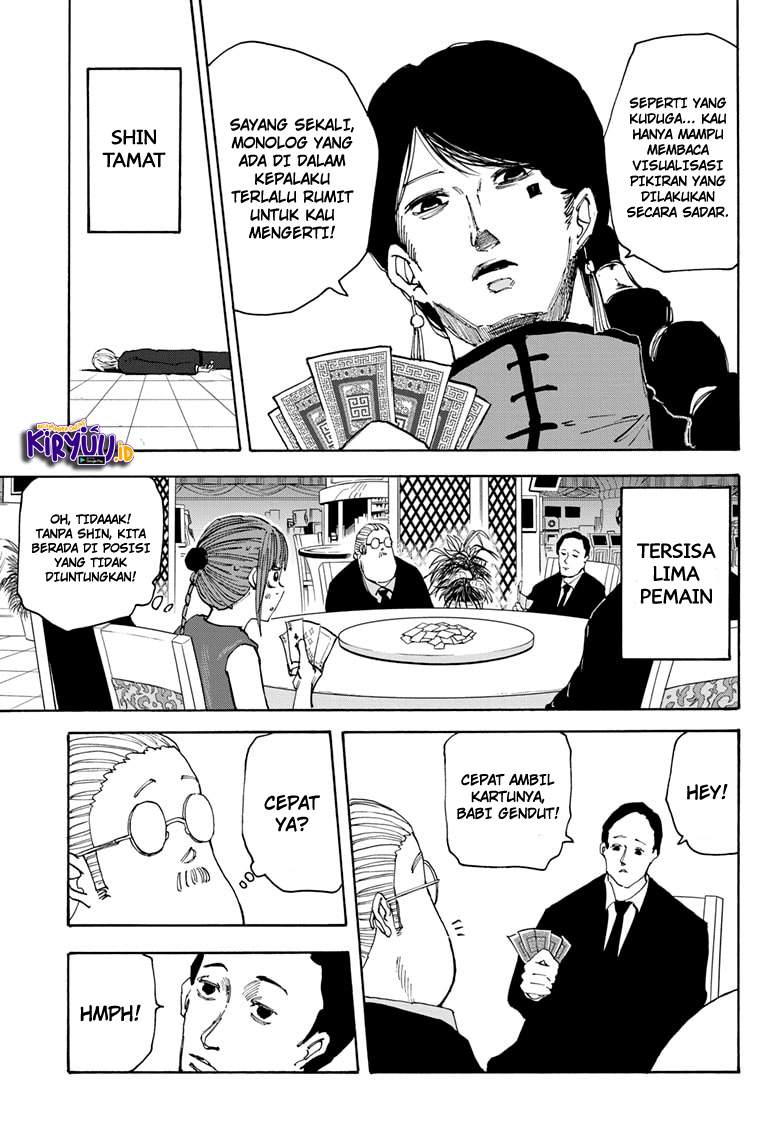 SEPERTI YANG
KUDUGA... KAU
HANYA MAMPU
MEMBACA
VISUALISASI
PIKIRAN YANG
DILAKUKAN
SECARA SADAR.
SAYANG SEKALI,
MONOLOG YANG
ADA DI DALAM
KEPALAKU
TERLALU RUMIT
UNTUK KAU
MENGERTI!
SHIN
TAMAT
KIRYUU.ID
TERSISA
LIMA
PEMAIN
OH, TIDAAAK!
TANPA SHIN, KITA
BERADA DI POSISI
YANG TIDAK
DIUNTUNGKAN!
HEY!
CEPAT AMBIL
KARTUNYA,
BABI GENDUT!
CEPAT
YA?
HMPH!